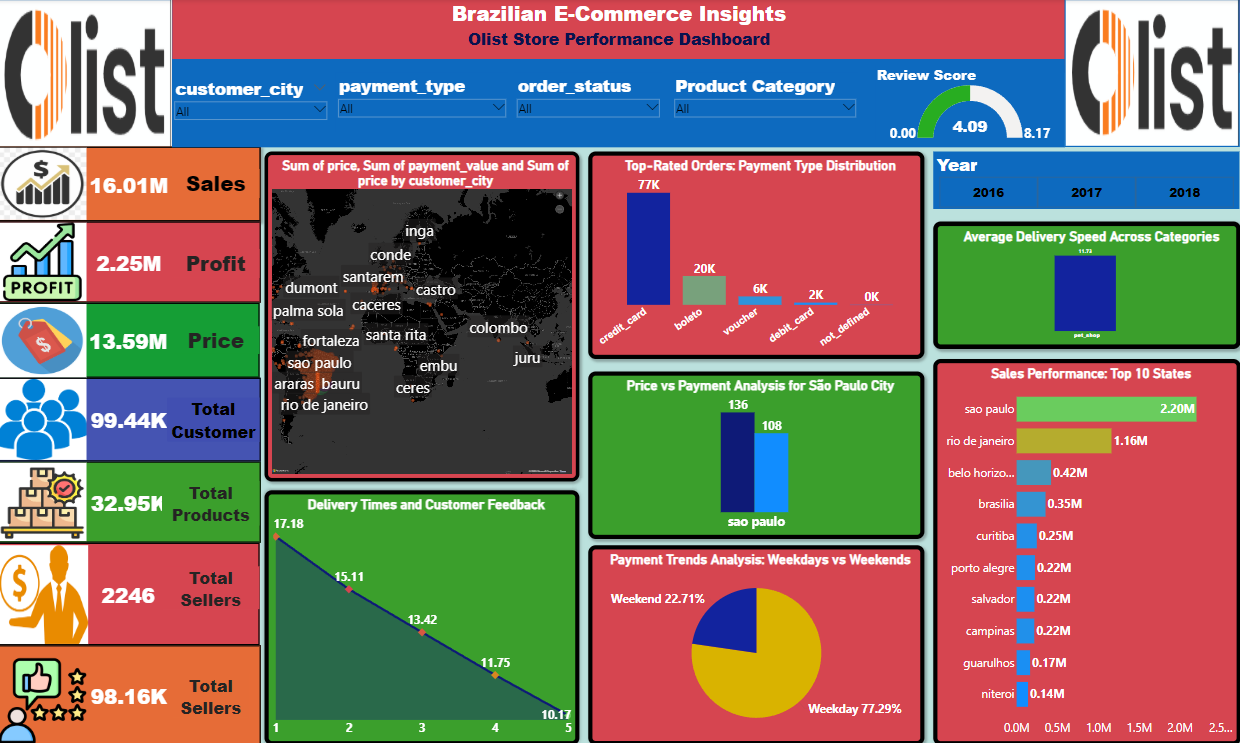 Olist
Brazilian E-Commerce Insights
Olist Store Performance Dashboard
Olist
customer_city
All
payment_type
All
order_status
All
Product Category
All
Review Score
4.09
0.00
8.17
$
16.01M
Sales
PROFIT
2.25M
Profit
$
13.59M
Price
99.44K
Total
Customer
32.95K
Total
Products
$
2246
Total
Sellers
98.16K
Total
Sellers
Sum of price, Sum of payment_value and Sum of
price by customer_city
inga
conde
santarem
dumont
castro
caceres
palma sola
colombo
santa rita
fortaleza
juru
sao paulo
embu
araras
bauru
ceres
rio de janeiro
Delivery Times and Customer Feedback
17.18
15.11
13.42
11.75
10.17
1
2
3
4
5
Top-Rated Orders: Payment Type Distribution
77K
20K
6K
2K
0K
credit_card
boleto
voucher
debit_card
not_defined
Price vs Payment Analysis for São Paulo City
136
108
sao paulo
Payment Trends Analysis: Weekdays vs Weekends
Weekend 22.71%
Weekday 77.29%
Year
2016
2017
2018
Average Delivery Speed Across Categories
11.73
pet_shop
Sales Performance: Top 10 States
sao paulo
2.20M
rio de janeiro
1.16M
belo horizo...
0.42M
brasilia
0.35M
curitiba
0.25M
porto alegre
0.22M
salvador
0.22M
campinas
0.22M
guarulhos
0.17M
niteroi
0.14M
0.0M
0.5M
1.0M
1.5M
2.0M
2.5...